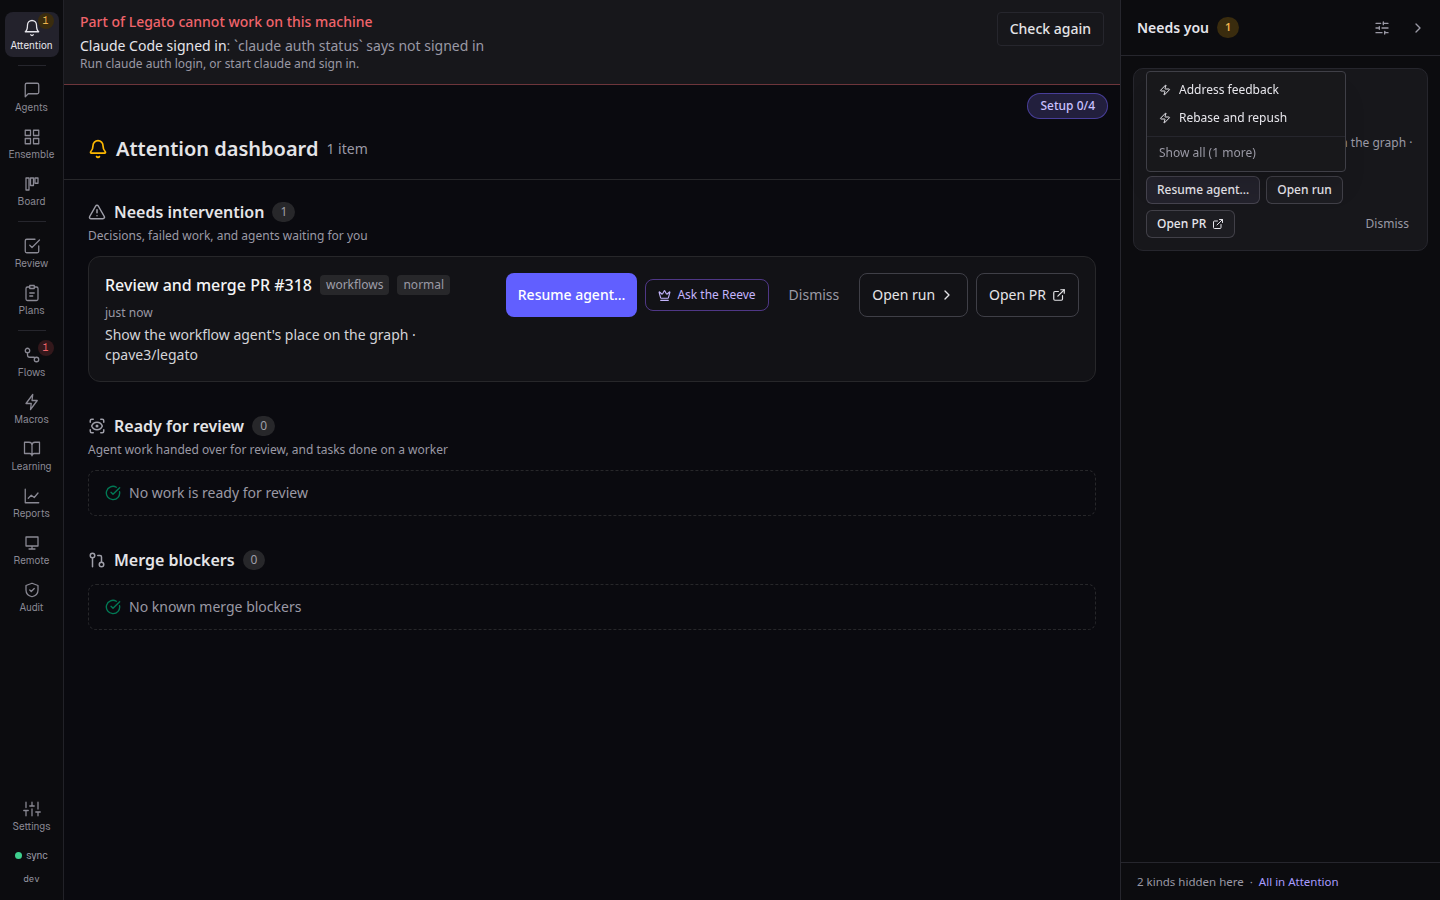 1
Attention
Agents
Ensemble
Board
Review
Plans
1
Flows
Macros
Learning
Reports
Remote
Audit
Settings
sync
dev
Part of Legato cannot work on this machine
Claude Code signed in: `claude auth status` says not signed in
Run claude auth login, or start claude and sign in.
Check again
Setup 0/4
Attention dashboard 1 item
Needs intervention 1
Decisions, failed work, and agents waiting for you
Review and merge PR #318 workflows normal
just now
Show the workflow agent's place on the graph ·
cpave3/legato
Resume agent... Ask the Reeve Dismiss Open run Open PR
Ready for review 0
Agent work handed over for review, and tasks done on a worker
No work is ready for review
Merge blockers 0
No known merge blockers
Needs you 1
Address feedback
Rebase and repush
the graph ·
Show all (1 more)
Resume agent... Open run
Open PR Dismiss
2 kinds hidden here · All in Attention